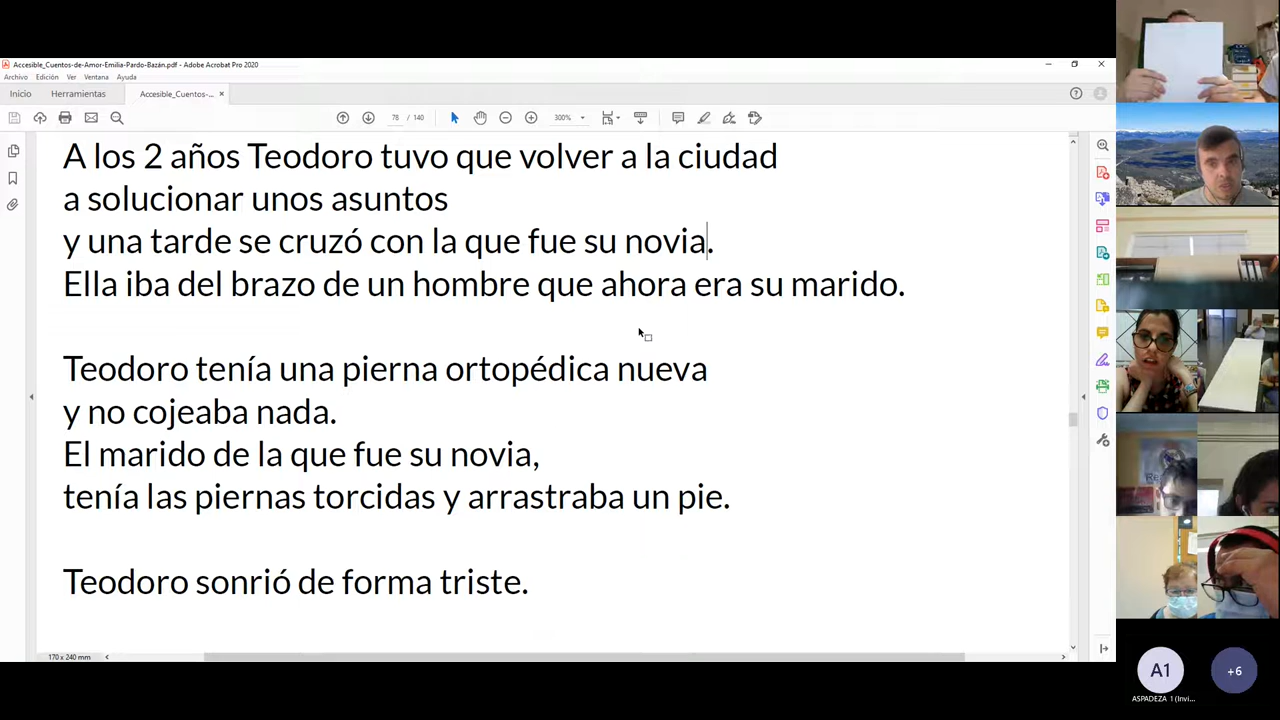 Accesible_Cuentos-de-Amor-Emilia-Pardo-Bazán.pdf - Adobe Acrobat Pro 2020
Archivo Edición Ver Ventana Ayuda
Inicio Herramientas Accesible_Cuentos-... ×
78 / 140 300%
A los 2 años Teodoro tuvo que volver a la ciudad
a solucionar unos asuntos
y una tarde se cruzó con la que fue su novia.
Ella iba del brazo de un hombre que ahora era su marido.
Teodoro tenía una pierna ortopédica nueva
y no cojeaba nada.
El marido de la que fue su novia,
tenía las piernas torcidas y arrastraba un pie.
Teodoro sonrió de forma triste.
170 x 240 mm
A1
+6
ASPADEZA 1 (Invi...